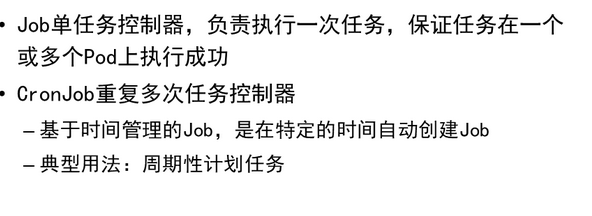 • Job单任务控制器，负责执行一次任务，保证任务在一个
或多个Pod上执行成功
• CronJob重复多次任务控制器
– 基于时间管理的Job，是在特定的时间自动创建Job
– 典型用法：周期性计划任务